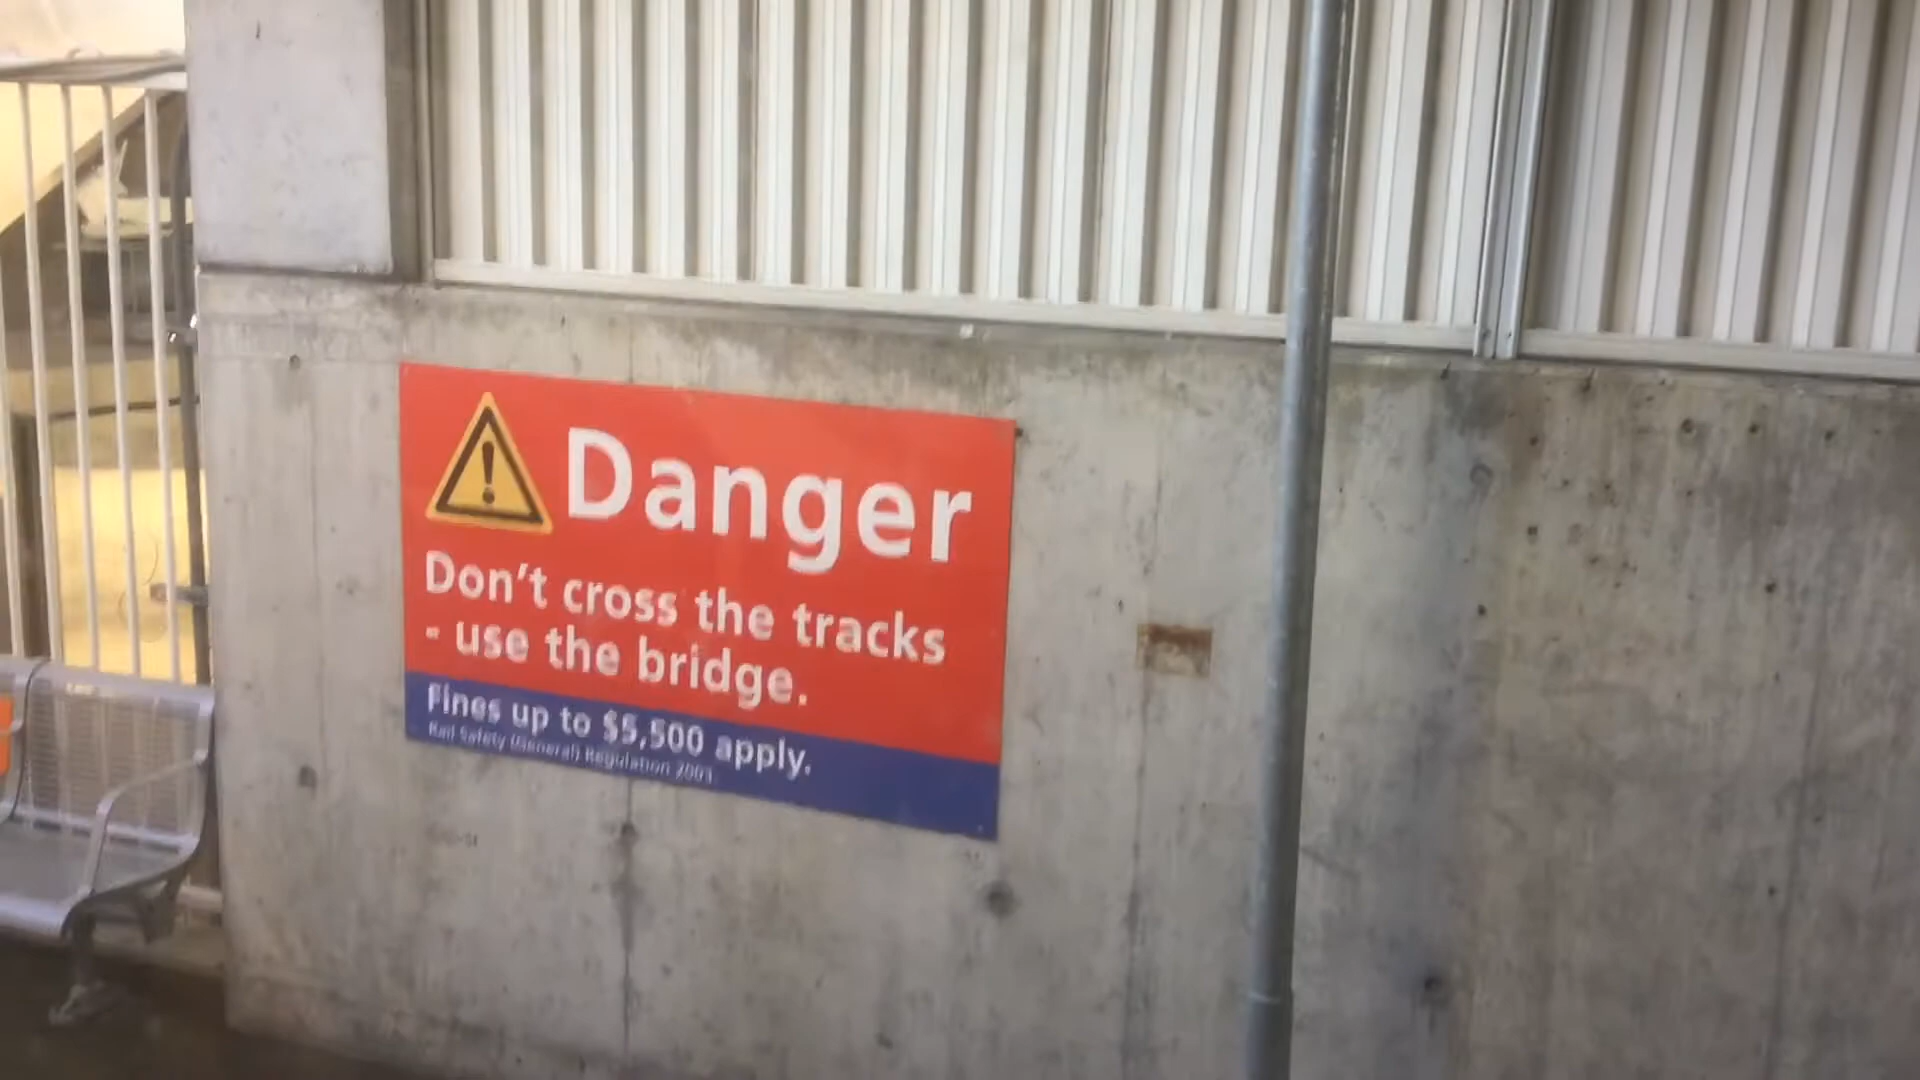 Danger
Don't cross the tracks
- use the bridge.
Fines up to $5,500 apply.
Rail Safety (General) Regulation 2003.